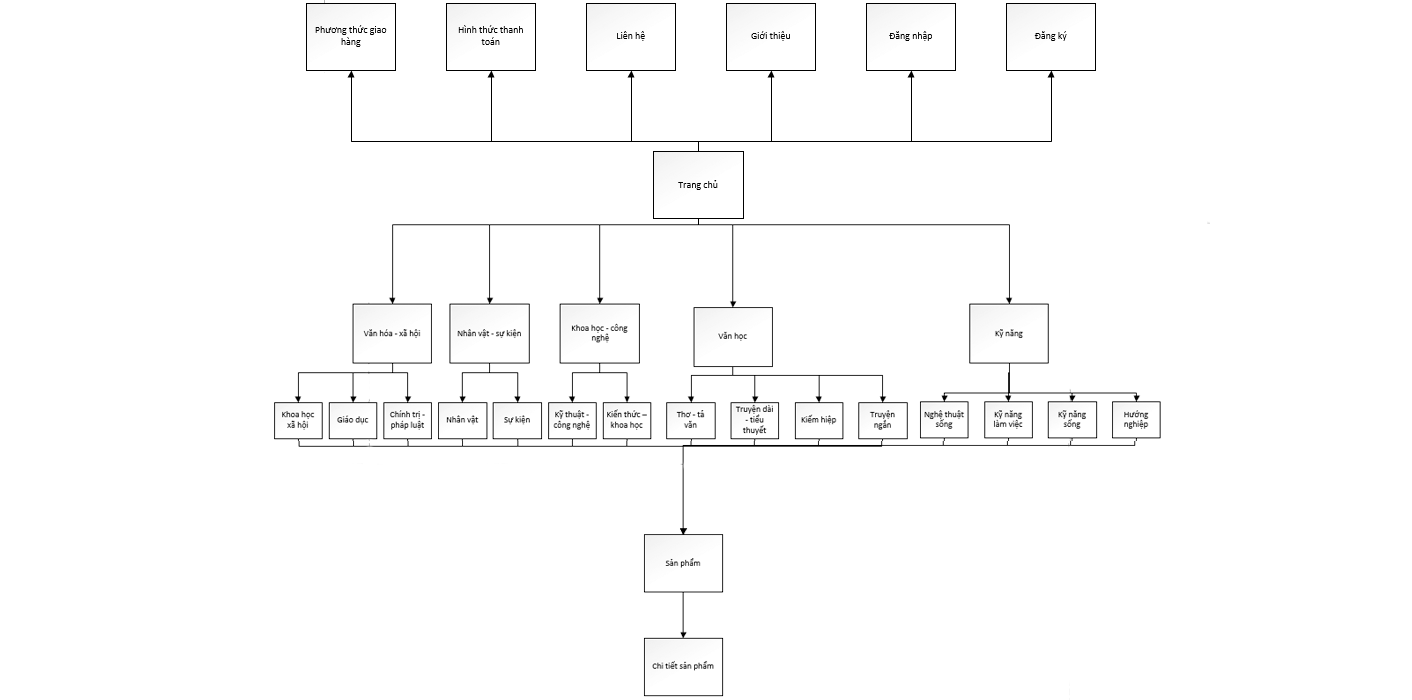 Phương thức giao
hàng
Hình thức thanh
toán
Liên hệ
Giới thiệu
Đăng nhập
Đăng ký
Trang chủ
Văn hóa - xã hội
Nhân vật - sự kiện
Khoa học - công
nghệ
Văn học
Kỹ năng
Khoa học
xã hội
Giáo dục
Chính trị -
pháp luật
Nhân vật
Sự kiện
Kỹ thuật -
công nghệ
Kiến thức –
khoa học
Thơ - tả
văn
Truyện dài
- tiểu
thuyết
Kiếm hiệp
Truyện
ngắn
Nghệ thuật
sống
Kỹ năng
làm việc
Kỹ năng
sống
Hướng
nghiệp
Sản phẩm
Chi tiết sản phẩm